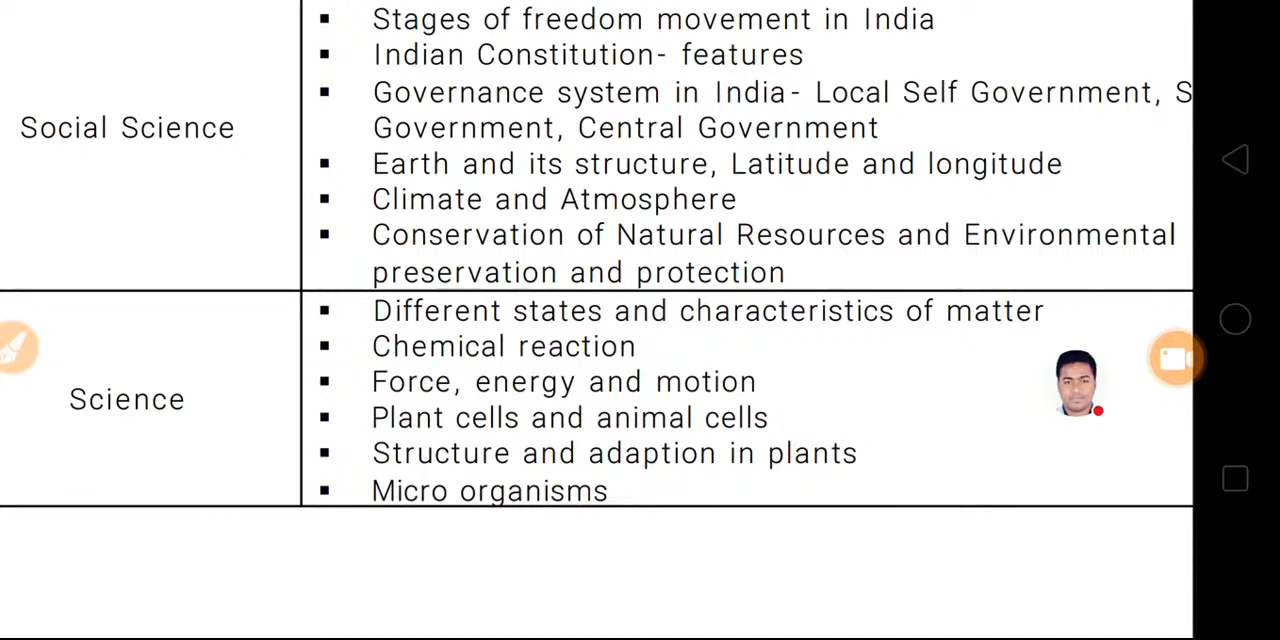 Stages of freedom movement in India
Indian Constitution- features
Governance system in India- Local Self Government, S
Government, Central Government
Earth and its structure, Latitude and longitude
Climate and Atmosphere
Conservation of Natural Resources and Environmental
preservation and protection
Social Science
Different states and characteristics of matter
Chemical reaction
Force, energy and motion
Plant cells and animal cells
Structure and adaption in plants
Micro organisms
Science